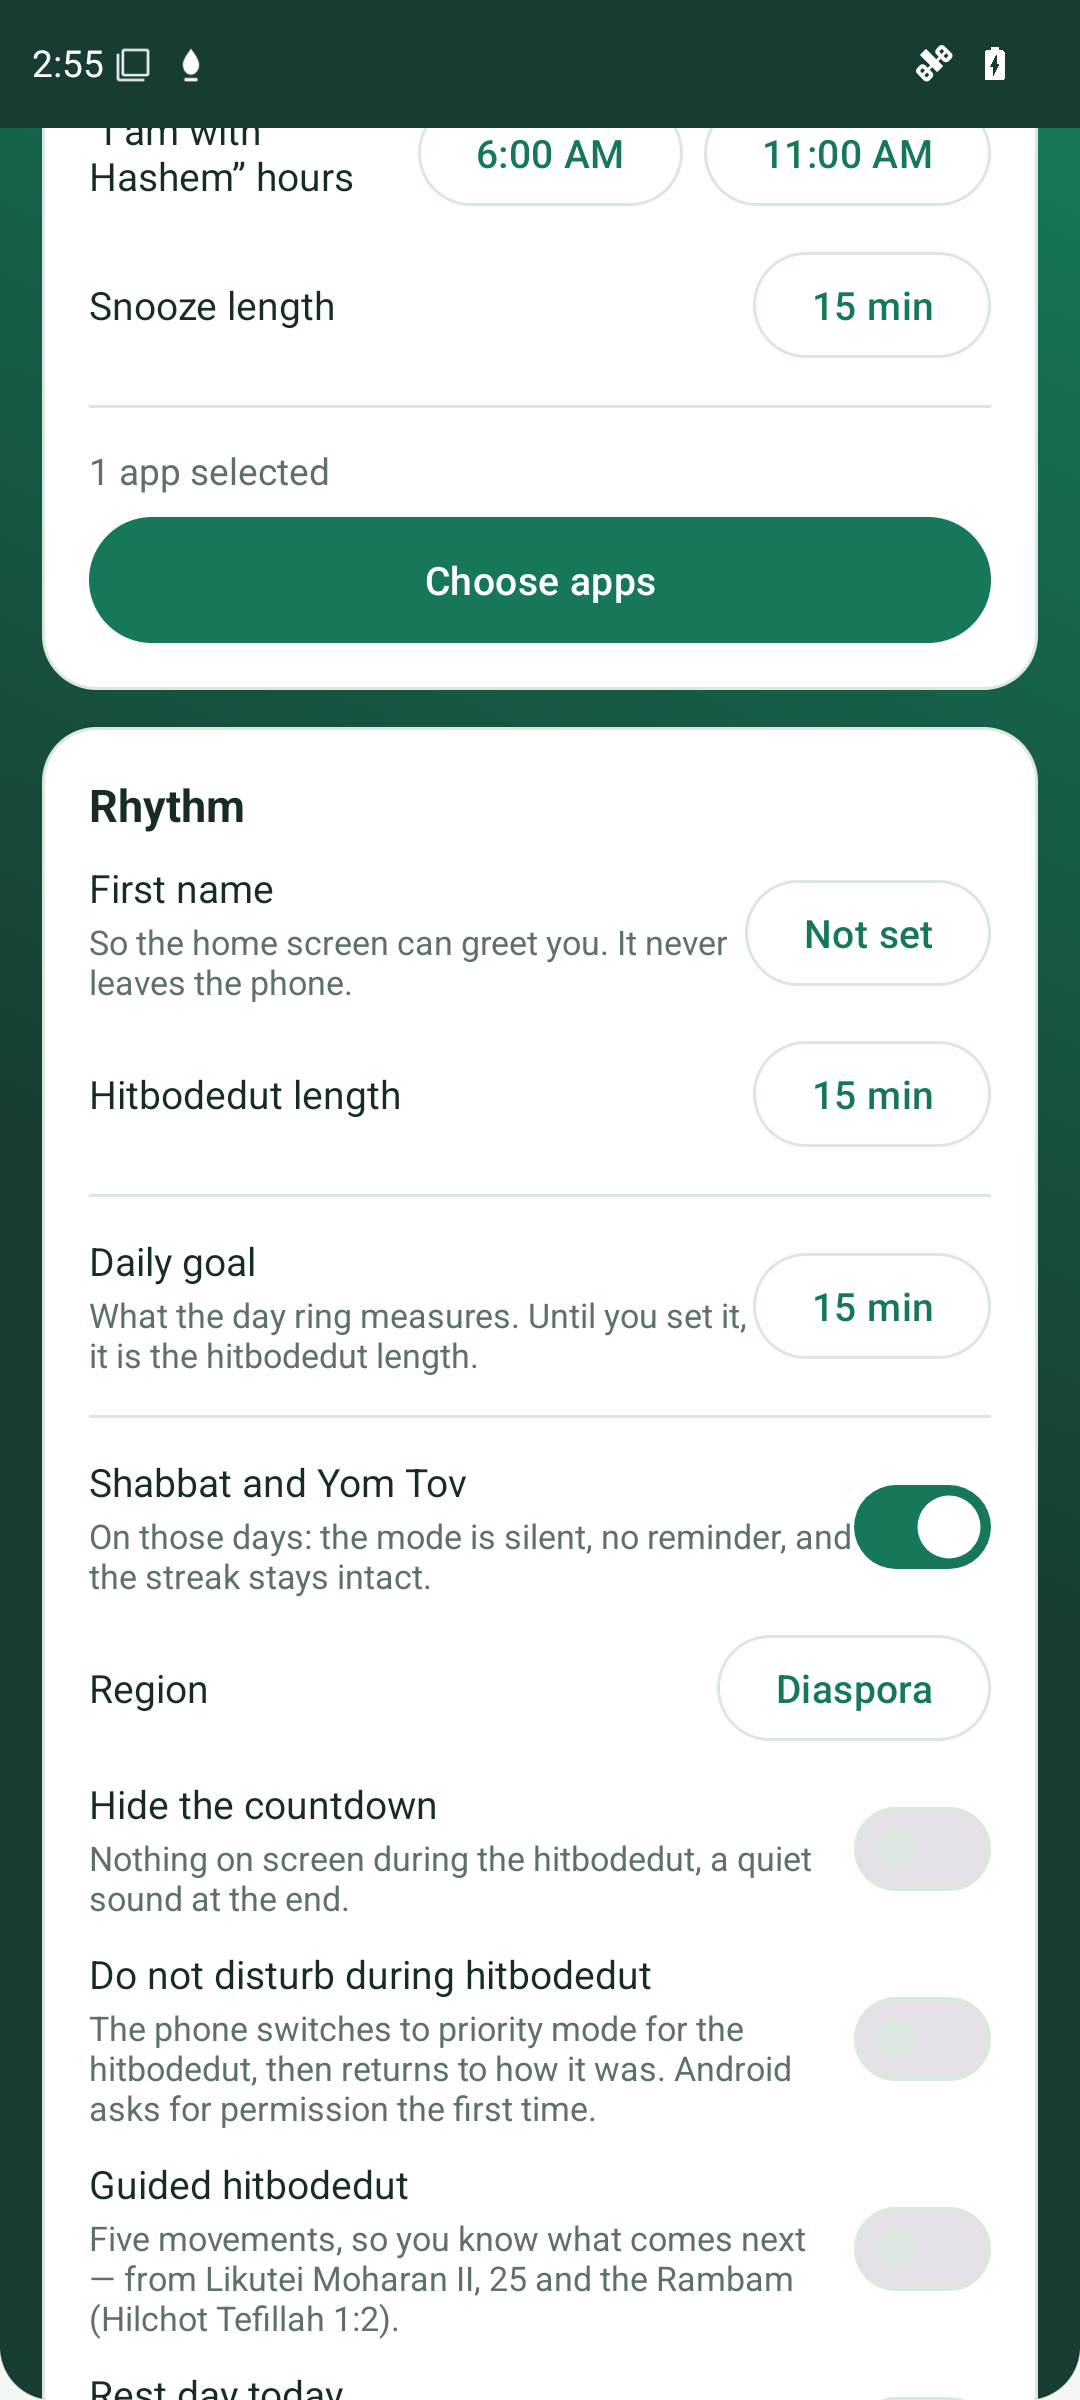 2:55
“I am with
Hashem” hours
6:00 AM
11:00 AM
Snooze length
15 min
1 app selected
Choose apps
Rhythm
First name
So the home screen can greet you. It never
leaves the phone.
Not set
Hitbodedut length
15 min
Daily goal
What the day ring measures. Until you set it,
it is the hitbodedut length.
15 min
Shabbat and Yom Tov
On those days: the mode is silent, no reminder, and
the streak stays intact.
Region
Diaspora
Hide the countdown
Nothing on screen during the hitbodedut, a quiet
sound at the end.
Do not disturb during hitbodedut
The phone switches to priority mode for the
hitbodedut, then returns to how it was. Android
asks for permission the first time.
Guided hitbodedut
Five movements, so you know what comes next
— from Likutei Moharan II, 25 and the Rambam
(Hilchot Tefillah 1:2).
Rest day today